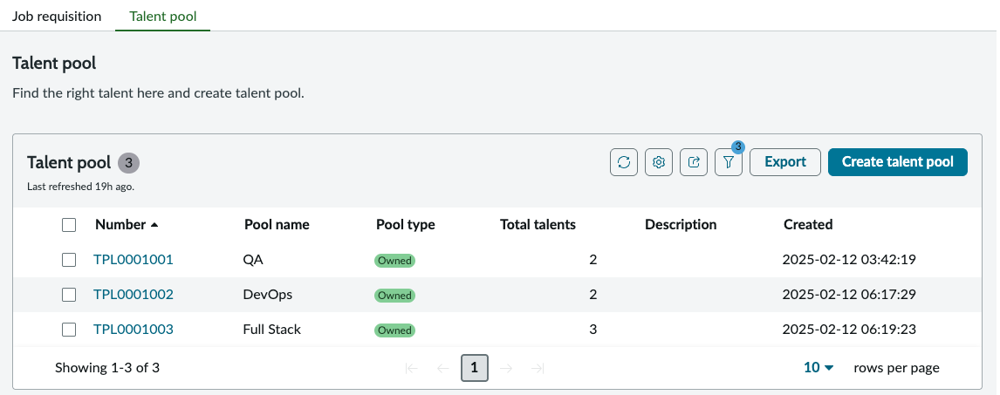 Job requisition Talent pool
Talent pool
Find the right talent here and create talent pool.
Talent pool 3
3
Export Create talent pool
Last refreshed 19h ago.
Number Pool name Pool type Total talents Description Created
TPL0001001 QA Owned 2 2025-02-12 03:42:19
TPL0001002 DevOps Owned 2 2025-02-12 06:17:29
TPL0001003 Full Stack Owned 3 2025-02-12 06:19:23
Showing 1-3 of 3 1 10 rows per page